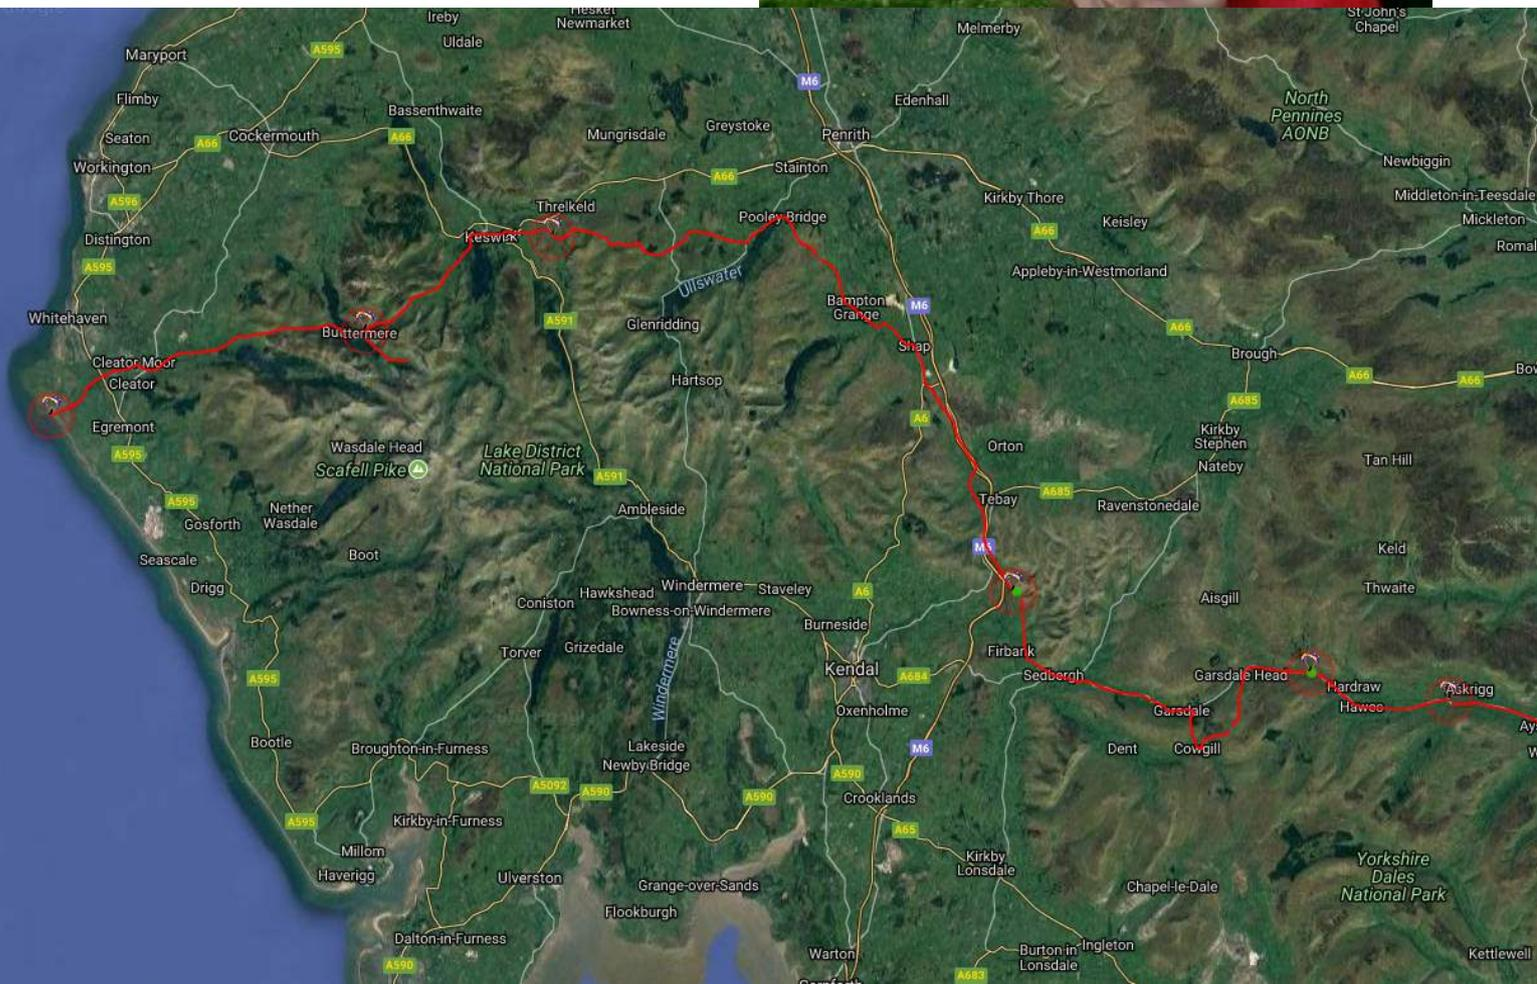 Ireby
Hesket
Newmarket
St John's
Chapel
Uldale
Melmerby
A595
Maryport
M6
Flimby
Bassenthwaite
Edenhall
North
Pennines
AONB
Seaton
A66
Cockermouth
A66
Mungrisdale
Greystoke
Penrith
Workington
Stainton
Newbiggin
A66
A596
Threlkeld
Kirkby Thore
Middleton-in-Teesdale
Pooley Bridge
Keisley
Mickleton
Distington
Keswick
A66
Romal
A595
Ullswater
Appleby-in-Westmorland
Bampton
Grange
M6
Whitehaven
Buttermere
A591
Glenridding
A66
Shap
Brough
Cleator Moor
Cleator
Hartsop
A66
A66
Bow
A685
Egremont
A6
Kirkby
Stephen
A595
Wasdale Head
Scafell Pike
Lake District
National Park
Orton
Nateby
Tan Hill
A591
A595
Tebay
A685
Ravenstonedale
Nether
Wasdale
Gosforth
Ambleside
Seascale
Boot
M6
Keld
Drigg
Hawkshead
Windermere
Staveley
A6
Aisgill
Thwaite
Coniston
Bowness-on-Windermere
Burneside
Torver
Grizedale
Windermere
Firbank
Kendal
A684
Sedbergh
Garsdale Head
Hardraw
Askrigg
A595
Hawes
Oxenholme
Garsdale
Ays
Bootle
Broughton-in-Furness
Lakeside
Newby Bridge
M6
Dent
Cowgill
W
A5092
A590
A590
A590
Crooklands
A595
Kirkby-in-Furness
A65
Millom
Haverigg
Ulverston
Grange-over-Sands
Kirkby
Lonsdale
Chapel-le-Dale
Yorkshire
Dales
National Park
Flookburgh
Dalton-in-Furness
A590
Warton
Burton in
Lonsdale
Ingleton
Kettlewell
A683